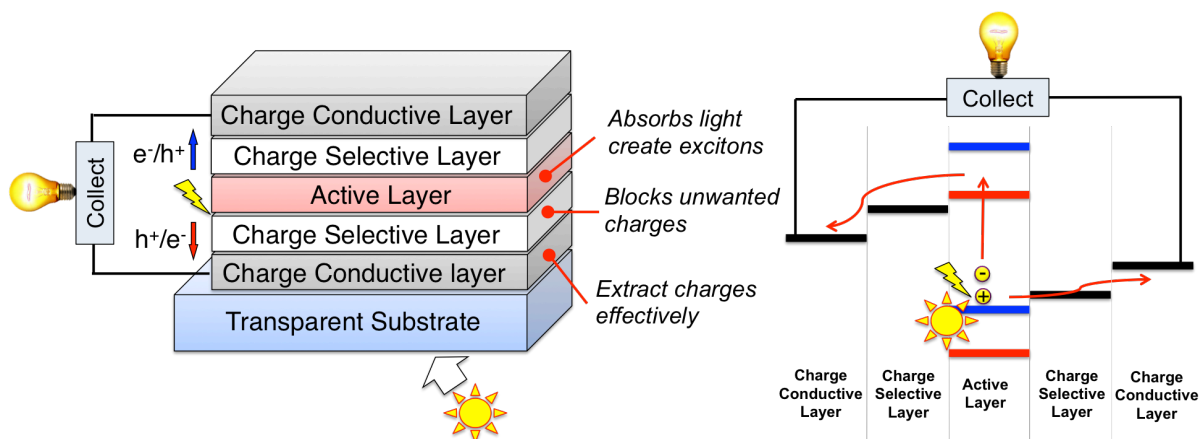 Charge Conductive Layer
Charge Selective Layer
Active Layer
Charge Selective Layer
Charge Conductive layer
Transparent Substrate
Collect
e⁻/h⁺
h⁺/e⁻
Absorbs light
create excitons
Blocks unwanted
charges
Extract charges
effectively
Collect
-
+
Charge
Conductive
Layer
Charge
Selective
Layer
Active
Layer
Charge
Selective
Layer
Charge
Conductive
Layer